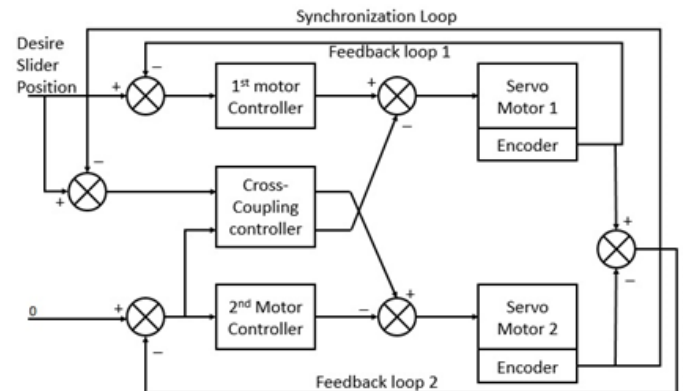 Synchronization Loop
Desire
Slider
Position
Feedback loop 1
+
−
1st motor
Controller
+
−
Servo
Motor 1
Encoder
−
+
Cross-
Coupling
controller
+
−
0
+
−
2nd Motor
Controller
−
+
Servo
Motor 2
Encoder
Feedback loop 2